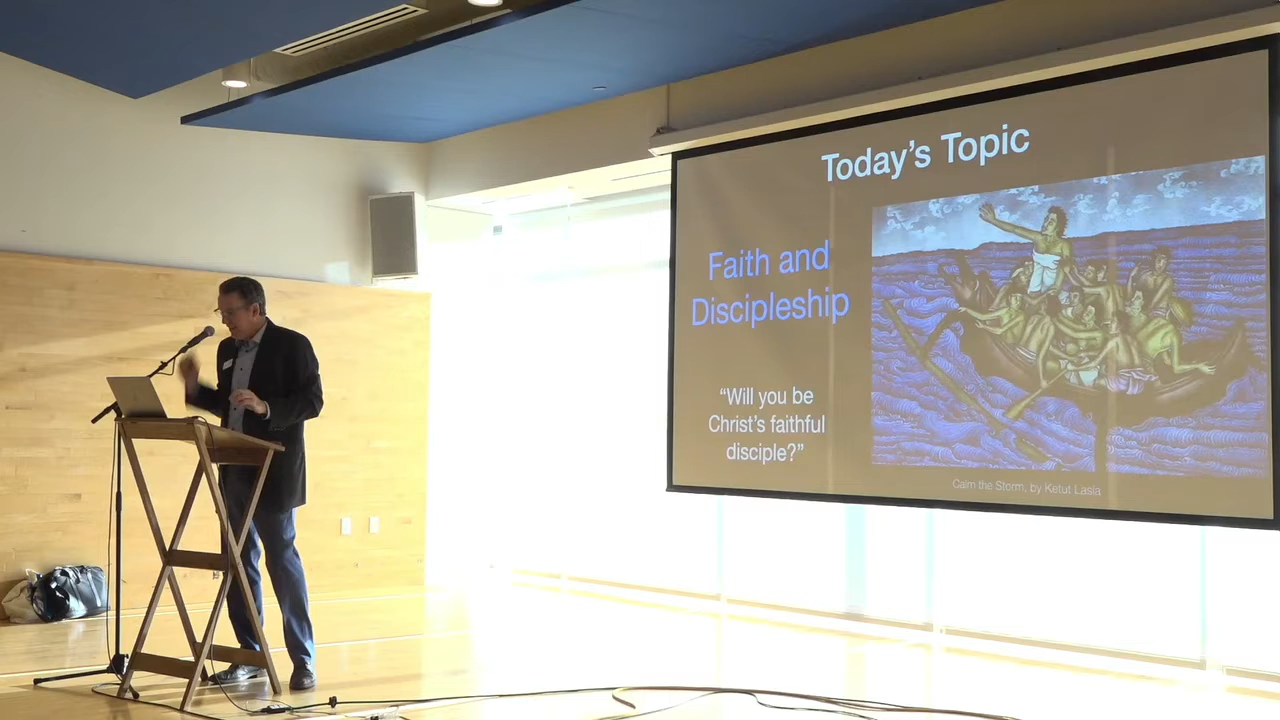 Today's Topic
Faith and
Discipleship
“Will you be
Christ's faithful
disciple?”
Calm the Storm, by Ketut Lasia